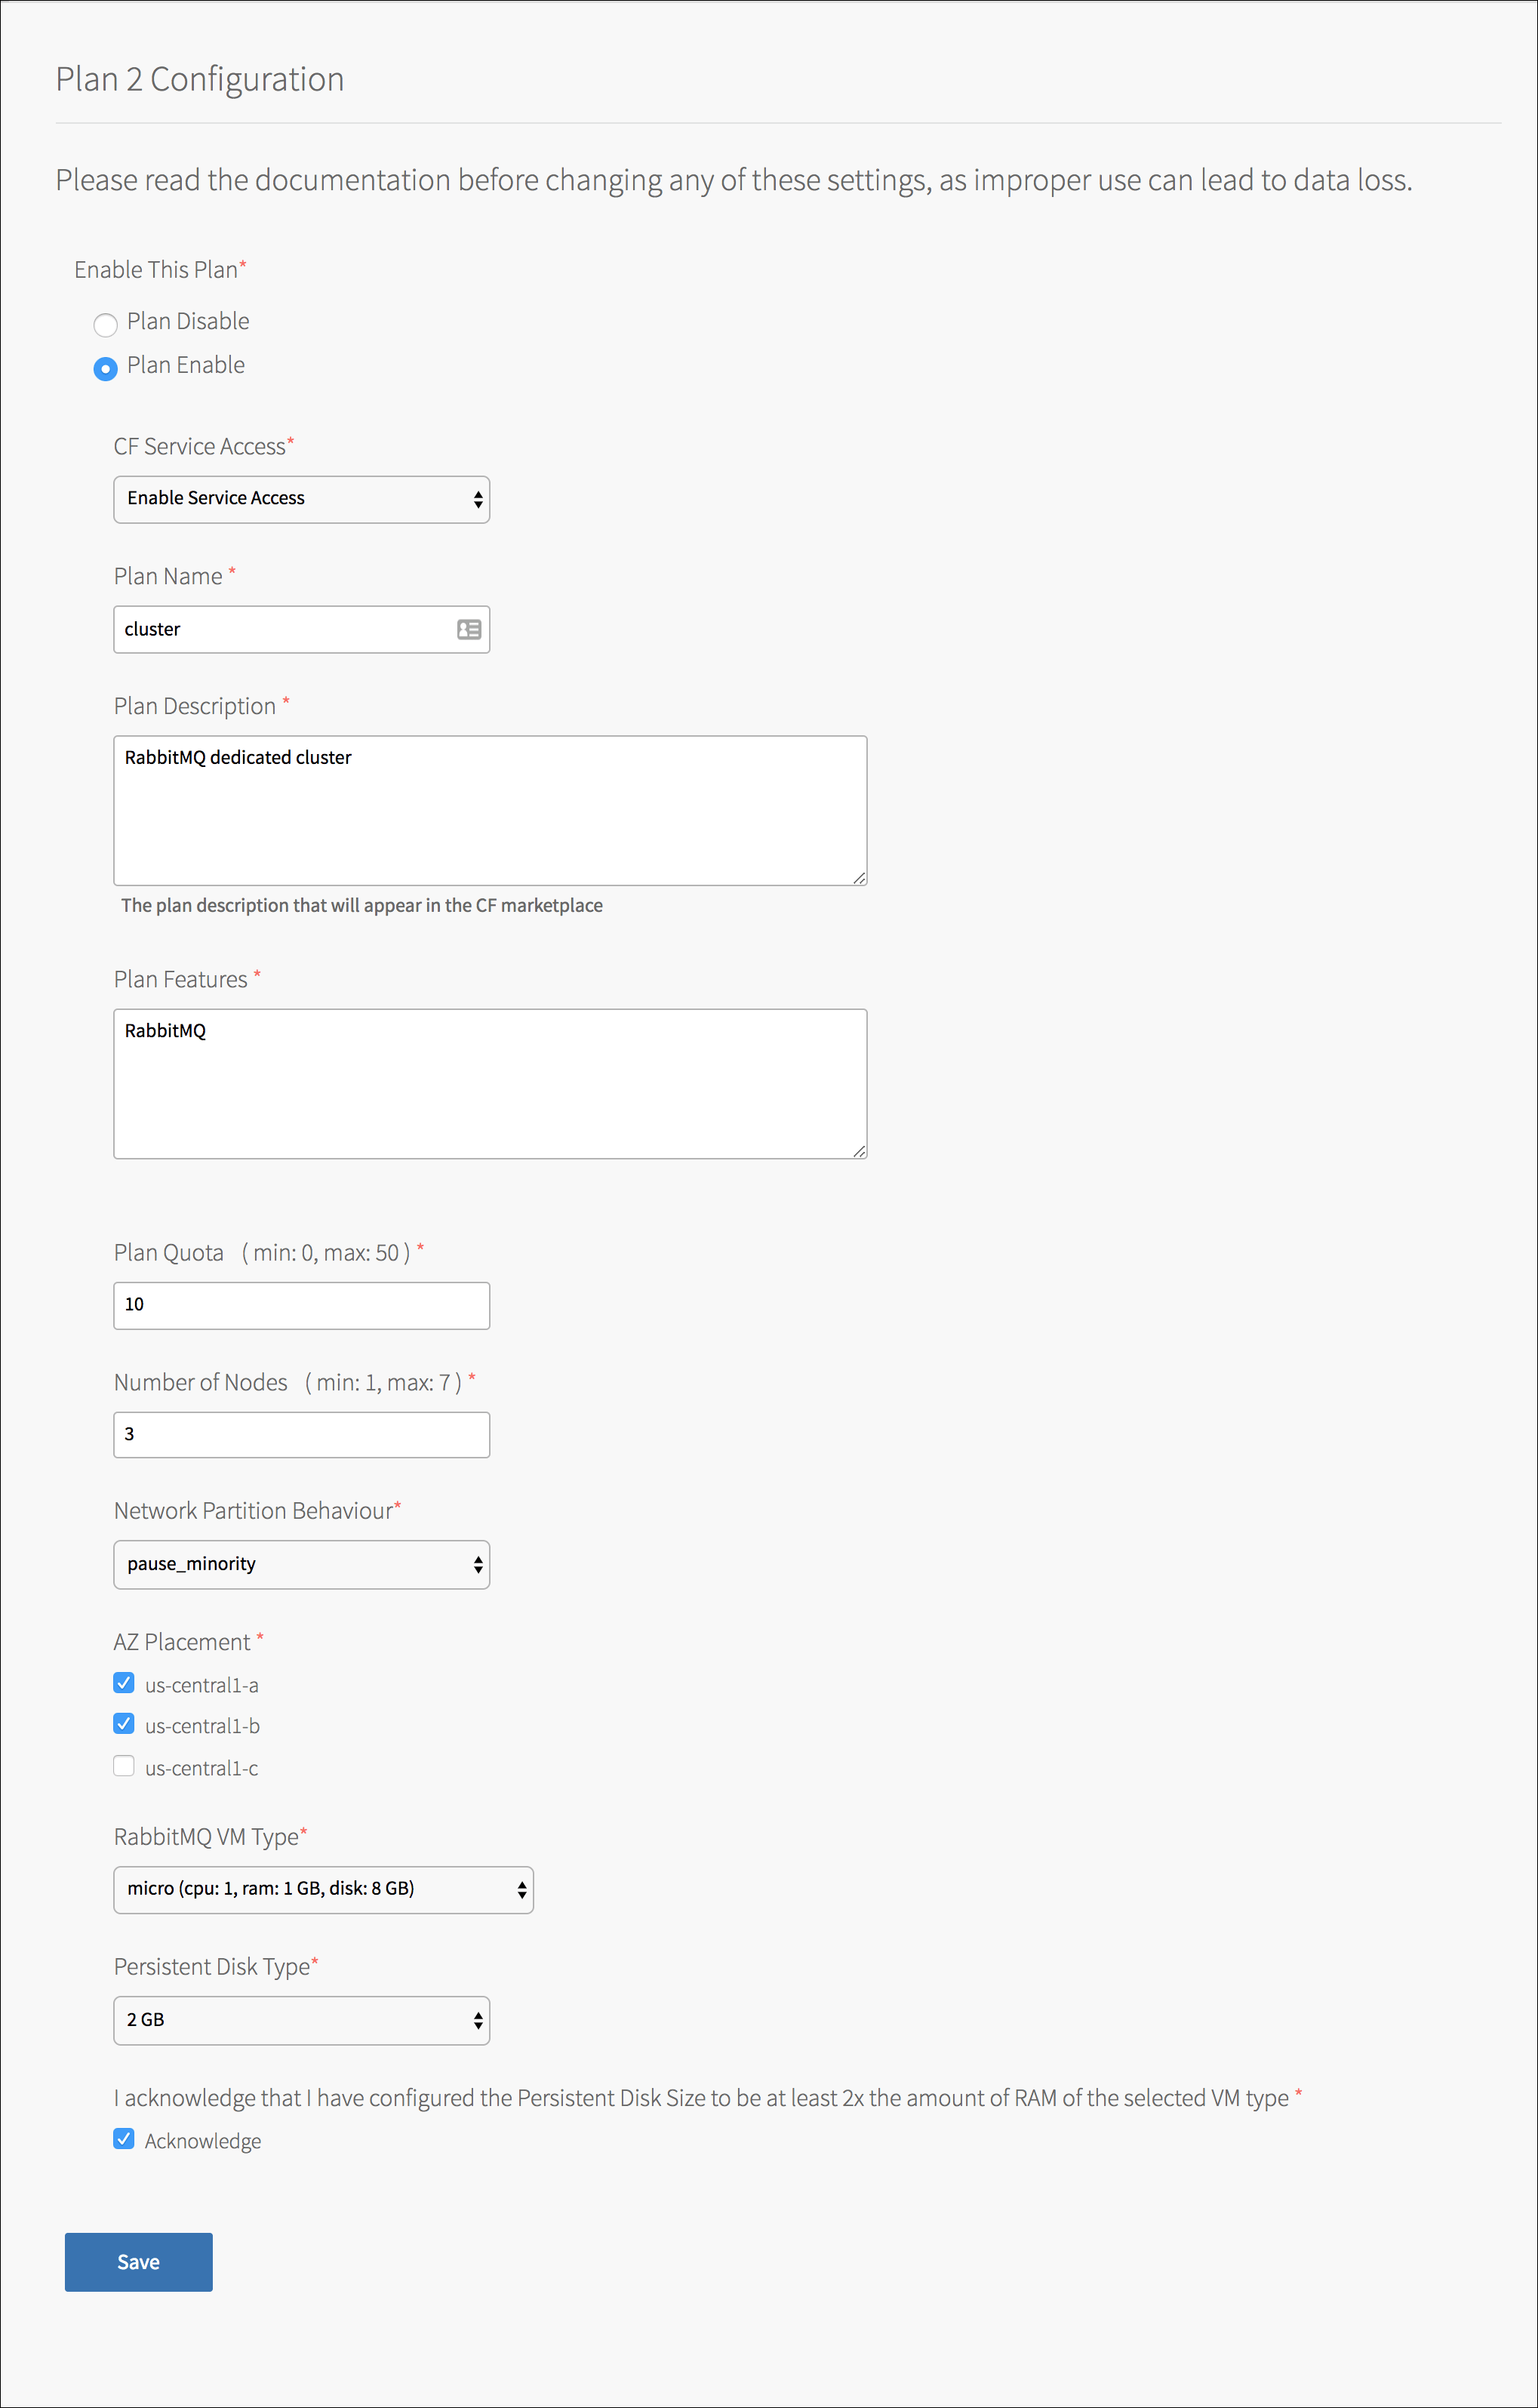 Plan 2 Configuration
Please read the documentation before changing any of these settings, as improper use can lead to data loss.
Enable This Plan*
Plan Disable
Plan Enable
CF Service Access*
Enable Service Access
Plan Name *
cluster
Plan Description *
RabbitMQ dedicated cluster
The plan description that will appear in the CF marketplace
Plan Features *
RabbitMQ
Plan Quota ( min: 0, max: 50 ) *
10
Number of Nodes ( min: 1, max: 7 ) *
3
Network Partition Behaviour*
pause_minority
AZ Placement *
us-central1-a
us-central1-b
us-central1-c
RabbitMQ VM Type*
micro (cpu: 1, ram: 1 GB, disk: 8 GB)
Persistent Disk Type*
2 GB
I acknowledge that I have configured the Persistent Disk Size to be at least 2x the amount of RAM of the selected VM type *
Acknowledge
Save